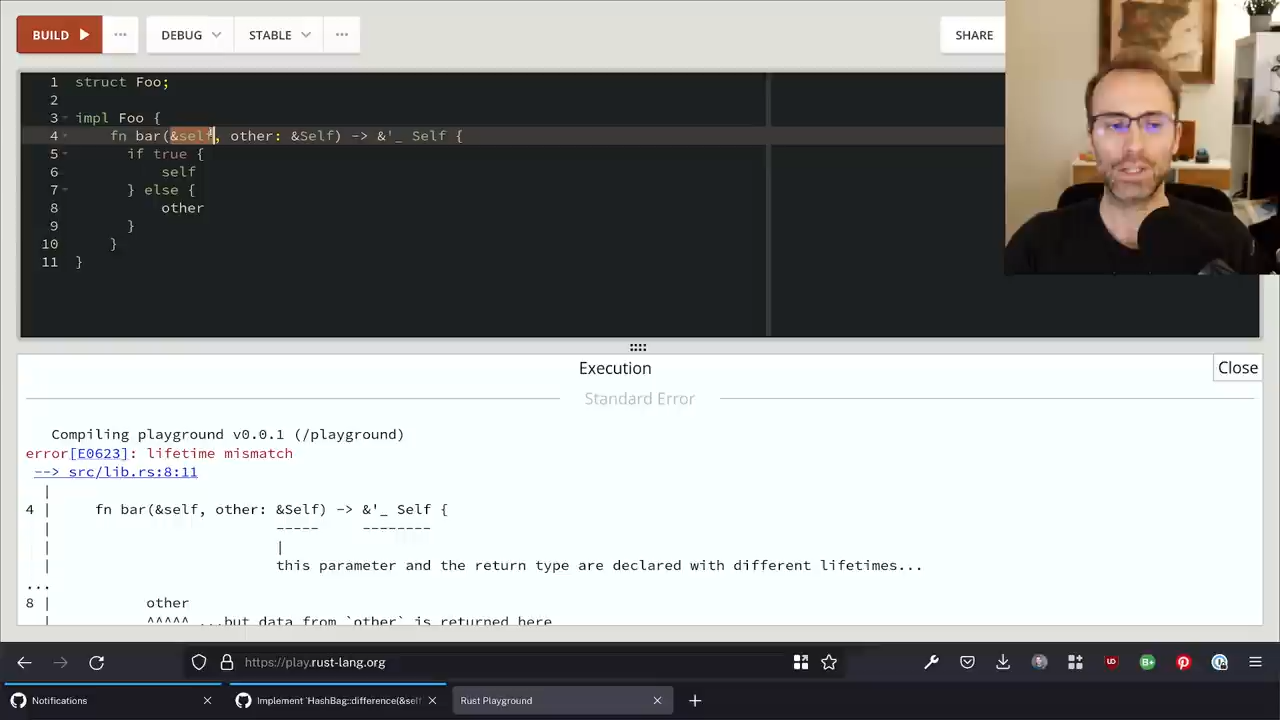 BUILD
...
DEBUG
STABLE
...
SHARE
1 struct Foo;
2
3 impl Foo {
4 fn bar(&self, other: &Self) -> &'_ Self {
5 if true {
6 self
7 } else {
8 other
9 }
10 }
11 }
Execution
Close
Standard Error
Compiling playground v0.0.1 (/playground)
error[E0623]: lifetime mismatch
--> src/lib.rs:8:11
|
4 | fn bar(&self, other: &Self) -> &'_ Self {
| ----- --------
| |
| this parameter and the return type are declared with different lifetimes...
...
8 | other
| ^^^^^ ...but data from `other` is returned here
https://play.rust-lang.org
Notifications
Implement `HashBag::difference(&self
Rust Playground